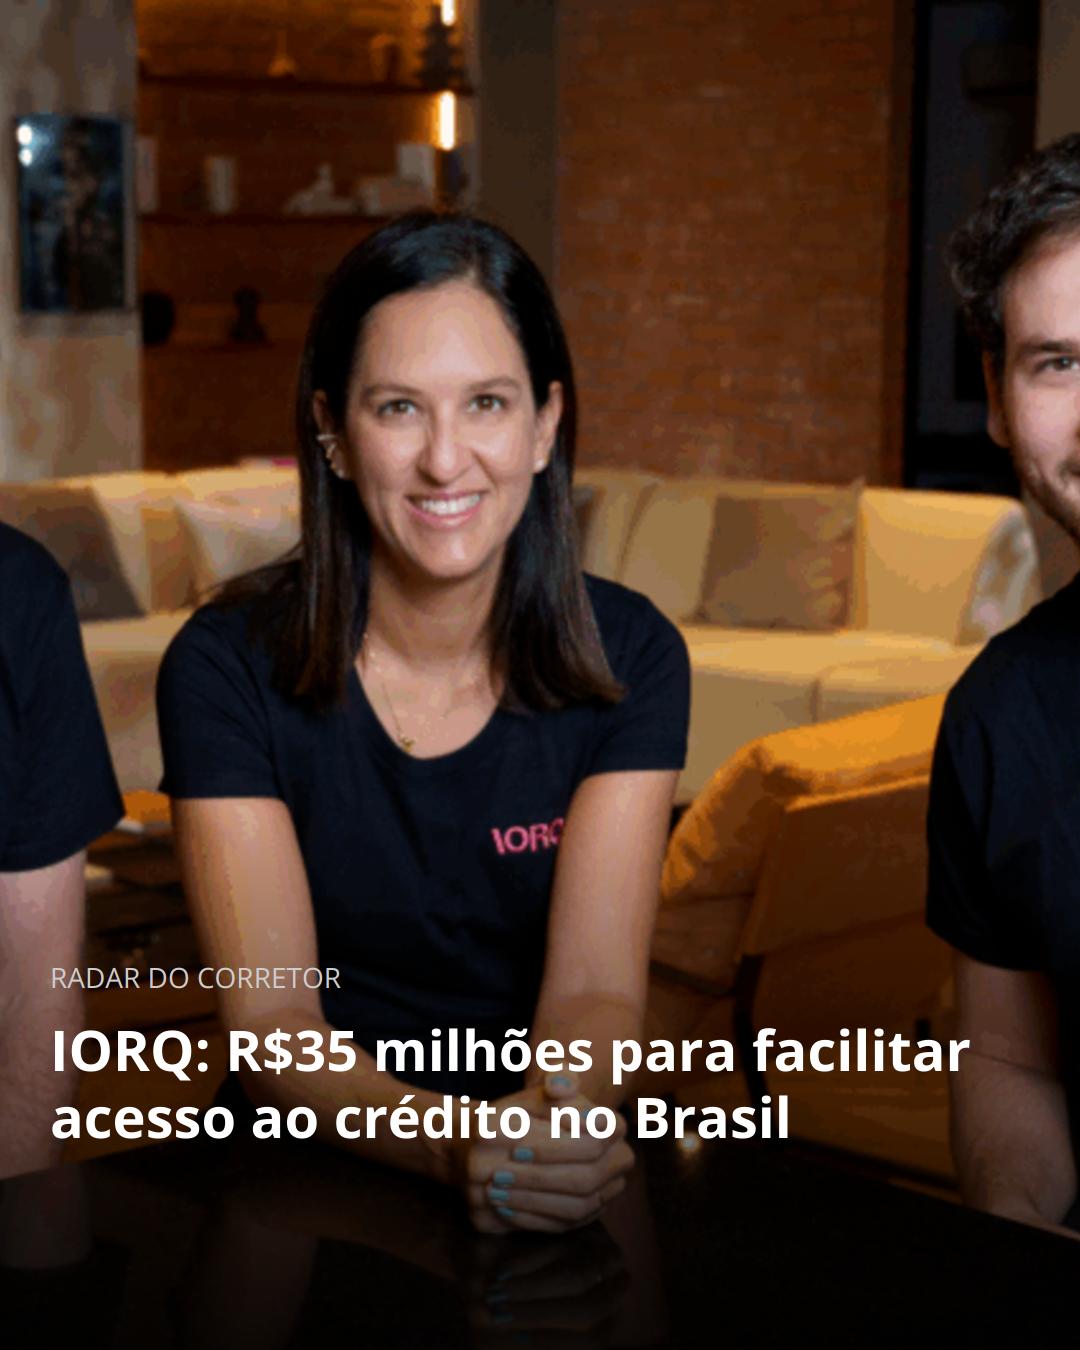 IORQ
RADAR DO CORRETOR
IORQ: R$35 milhões para facilitar
acesso ao crédito no Brasil